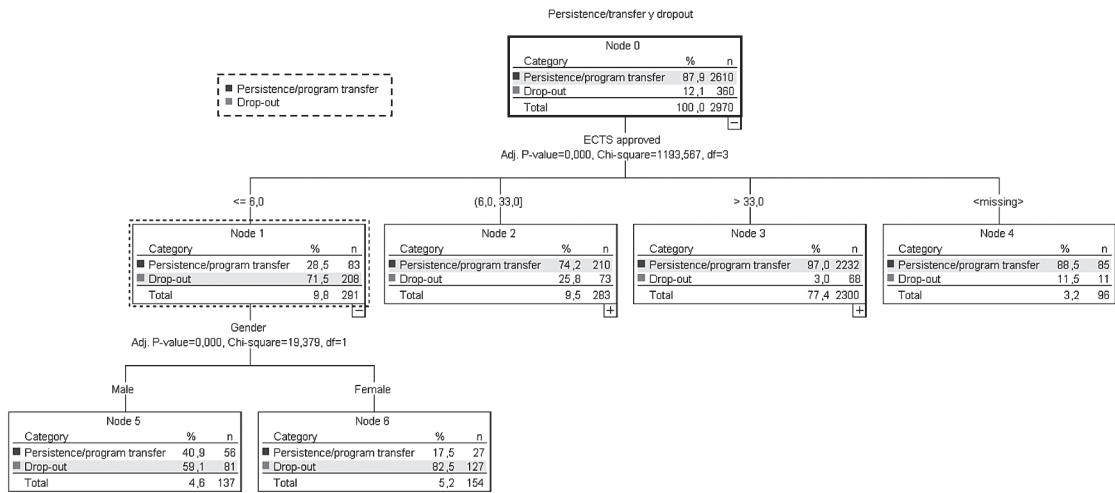 Persistence/transfer y dropout
Node 0
Category % n
Persistence/program transfer 87,9 2610
Drop-out 12,1 360
Total 100,0 2970
Persistence/program transfer
Drop-out
ECTS approved
Adj. P-value=0,000, Chi-square=1193,567, df=3
<= 6,0
(6,0, 33,0]
> 33,0
<missing>
Node 1
Category % n
Persistence/program transfer 28,5 83
Drop-out 71,5 208
Total 9,8 291
Node 2
Category % n
Persistence/program transfer 74,2 210
Drop-out 25,8 73
Total 9,5 283
Node 3
Category % n
Persistence/program transfer 97,0 2232
Drop-out 3,0 68
Total 77,4 2300
Node 4
Category % n
Persistence/program transfer 88,5 85
Drop-out 11,5 11
Total 3,2 96
Gender
Adj. P-value=0,000, Chi-square=19,379, df=1
Male
Female
Node 5
Category % n
Persistence/program transfer 40,9 56
Drop-out 59,1 81
Total 4,6 137
Node 6
Category % n
Persistence/program transfer 17,5 27
Drop-out 82,5 127
Total 5,2 154